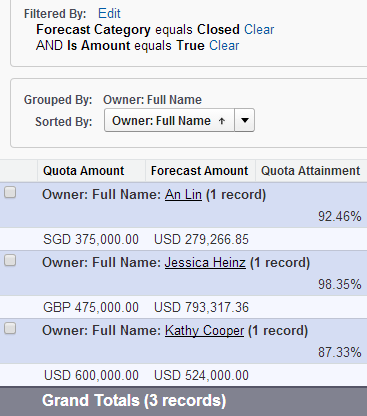 Filtered By: Edit
Forecast Category equals Closed Clear
AND Is Amount equals True Clear
Grouped By: Owner: Full Name
Sorted By: Owner: Full Name ↑
Quota Amount Forecast Amount Quota Attainment
Owner: Full Name: An Lin (1 record)
92.46%
SGD 375,000.00 USD 279,266.85
Owner: Full Name: Jessica Heinz (1 record)
98.35%
GBP 475,000.00 USD 793,317.36
Owner: Full Name: Kathy Cooper (1 record)
87.33%
USD 600,000.00 USD 524,000.00
Grand Totals (3 records)